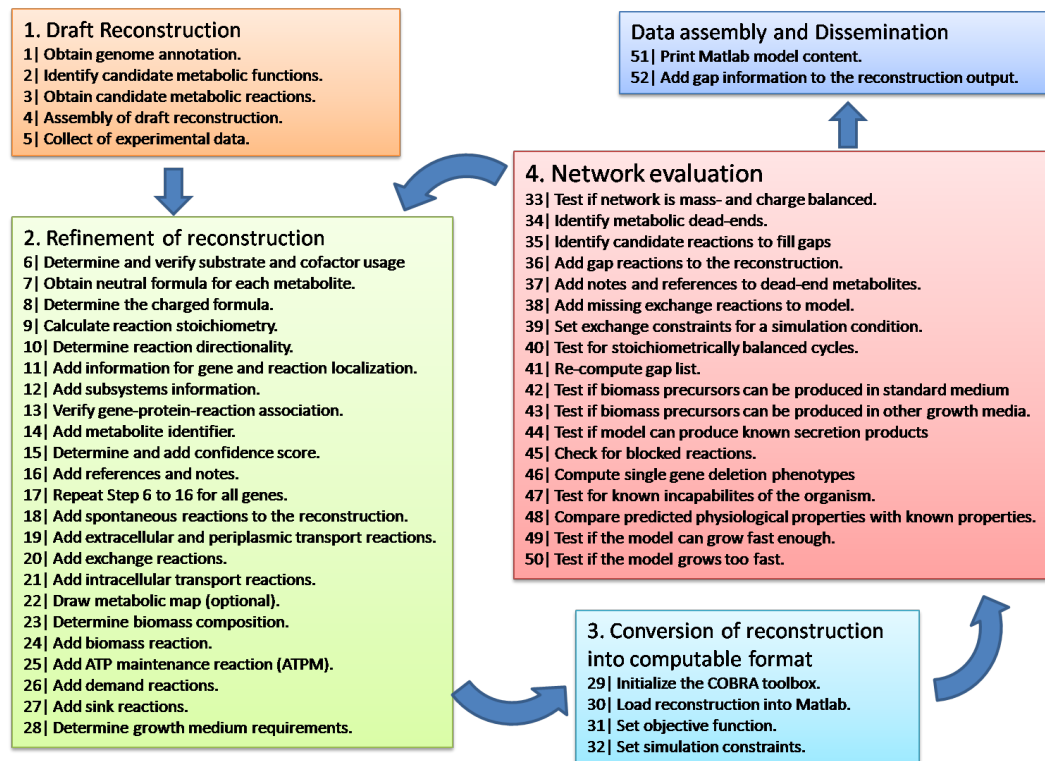 1. Draft Reconstruction
1| Obtain genome annotation.
2| Identify candidate metabolic functions.
3| Obtain candidate metabolic reactions.
4| Assembly of draft reconstruction.
5| Collect of experimental data.
2. Refinement of reconstruction
6| Determine and verify substrate and cofactor usage
7| Obtain neutral formula for each metabolite.
8| Determine the charged formula.
9| Calculate reaction stoichiometry.
10| Determine reaction directionality.
11| Add information for gene and reaction localization.
12| Add subsystems information.
13| Verify gene-protein-reaction association.
14| Add metabolite identifier.
15| Determine and add confidence score.
16| Add references and notes.
17| Repeat Step 6 to 16 for all genes.
18| Add spontaneous reactions to the reconstruction.
19| Add extracellular and periplasmic transport reactions.
20| Add exchange reactions.
21| Add intracellular transport reactions.
22| Draw metabolic map (optional).
23| Determine biomass composition.
24| Add biomass reaction.
25| Add ATP maintenance reaction (ATPM).
26| Add demand reactions.
27| Add sink reactions.
28| Determine growth medium requirements.
3. Conversion of reconstruction
into computable format
29| Initialize the COBRA toolbox.
30| Load reconstruction into Matlab.
31| Set objective function.
32| Set simulation constraints.
4. Network evaluation
33| Test if network is mass- and charge balanced.
34| Identify metabolic dead-ends.
35| Identify candidate reactions to fill gaps
36| Add gap reactions to the reconstruction.
37| Add notes and references to dead-end metabolites.
38| Add missing exchange reactions to model.
39| Set exchange constraints for a simulation condition.
40| Test for stoichiometrically balanced cycles.
41| Re-compute gap list.
42| Test if biomass precursors can be produced in standard medium
43| Test if biomass precursors can be produced in other growth media.
44| Test if model can produce known secretion products
45| Check for blocked reactions.
46| Compute single gene deletion phenotypes
47| Test for known incapabilites of the organism.
48| Compare predicted physiological properties with known properties.
49| Test if the model can grow fast enough.
50| Test if the model grows too fast.
Data assembly and Dissemination
51| Print Matlab model content.
52| Add gap information to the reconstruction output.